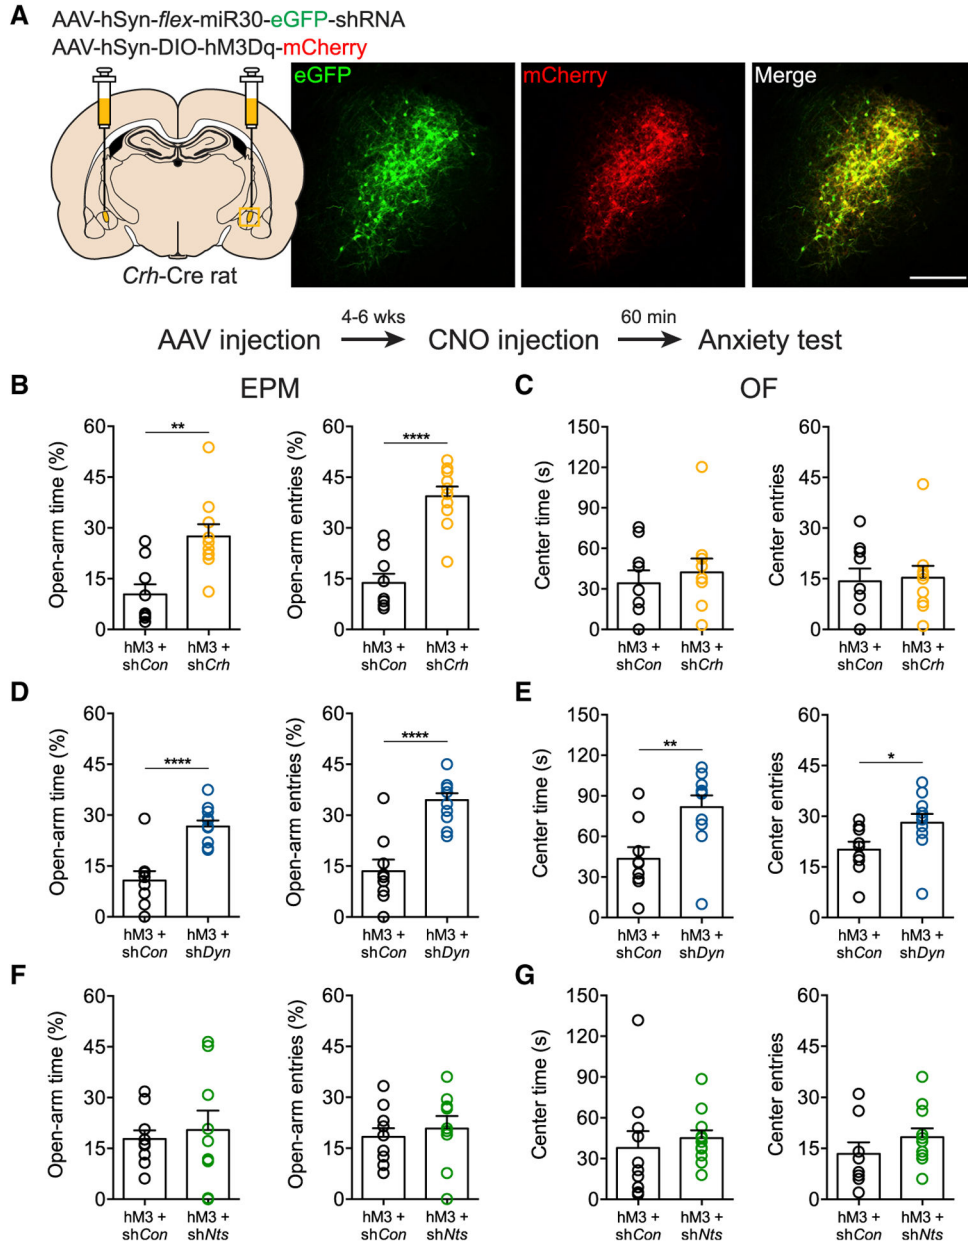 A
AAV-hSyn-flex-miR30-eGFP-shRNA
AAV-hSyn-DIO-hM3Dq-mCherry
eGFP
mCherry
Merge
Crh-Cre rat
AAV injection
4-6 wks
CNO injection
60 min
Anxiety test
B
EPM
Open-arm time (%)
60
45
30
15
0
**
hM3 + shCon
hM3 + shCrh
Open-arm entries (%)
60
45
30
15
0
****
hM3 + shCon
hM3 + shCrh
C
OF
Center time (s)
150
120
90
60
30
0
hM3 + shCon
hM3 + shCrh
Center entries
60
45
30
15
0
hM3 + shCon
hM3 + shCrh
D
Open-arm time (%)
60
45
30
15
0
****
hM3 + shCon
hM3 + shDyn
Open-arm entries (%)
60
45
30
15
0
****
hM3 + shCon
hM3 + shDyn
E
Center time (s)
150
120
90
60
30
0
**
hM3 + shCon
hM3 + shDyn
Center entries
60
45
30
15
0
*
hM3 + shCon
hM3 + shDyn
F
Open-arm time (%)
60
45
30
15
0
hM3 + shCon
hM3 + shNts
Open-arm entries (%)
60
45
30
15
0
hM3 + shCon
hM3 + shNts
G
Center time (s)
150
120
90
60
30
0
hM3 + shCon
hM3 + shNts
Center entries
60
45
30
15
0
hM3 + shCon
hM3 + shNts